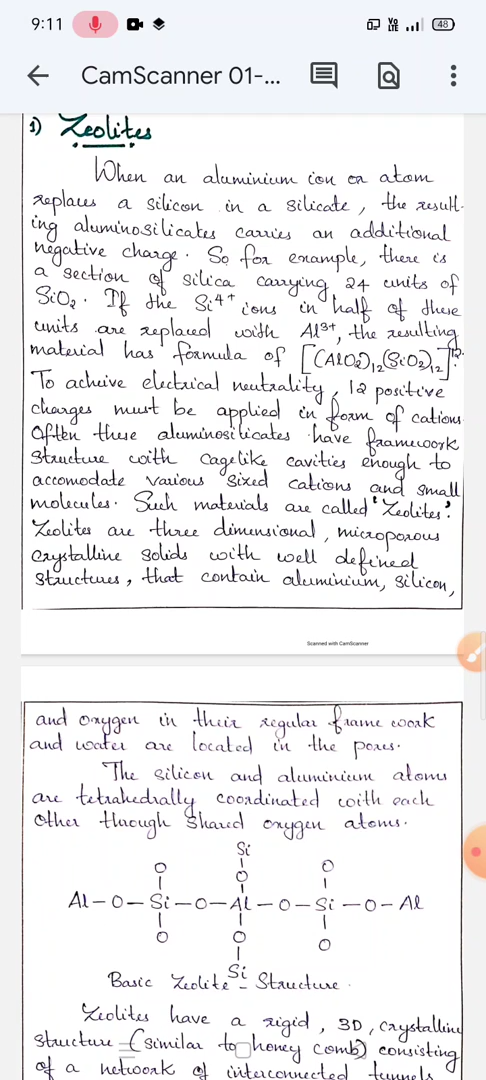 9:11
Vo
LTE
48
CamScanner 01-...
1) Zeolites
When an aluminium ion or atom
replaces a silicon in a silicate, the result-
ing aluminosilicates carries an additional
negative charge. So for example, there is
a section of silica carrying 24 units of
SiO2. If the Si4+ ions in half of these
units are replaced with Al3+, the resulting
material has formula of [(AlO2)12(SiO2)12]12-.
To acheive electrical neutrality, 12 positive
charges must be applied in form of cations.
Often these aluminosilicates have framework
structure with cagelike cavities enough to
accomodate various sized cations and small
molecules. Such materials are called 'Zeolites'.
Zeolites are three dimensional, microporous
crystalline solids with well defined
structures, that contain aluminium, silicon,
Scanned with CamScanner
and oxygen in their regular frame work
and water are located in the pores.
The silicon and aluminium atoms
are tetrahedrally coordinated with each
other through shared oxygen atoms.
Si
O O O
Al-O-Si-O-Al-O-Si-O-Al
O O O
Si
Basic Zeolite - Structure.
Zeolites have a rigid, 3D, crystalline
structure (similar to honey comb) consisting
of a network of interconnected tunnels